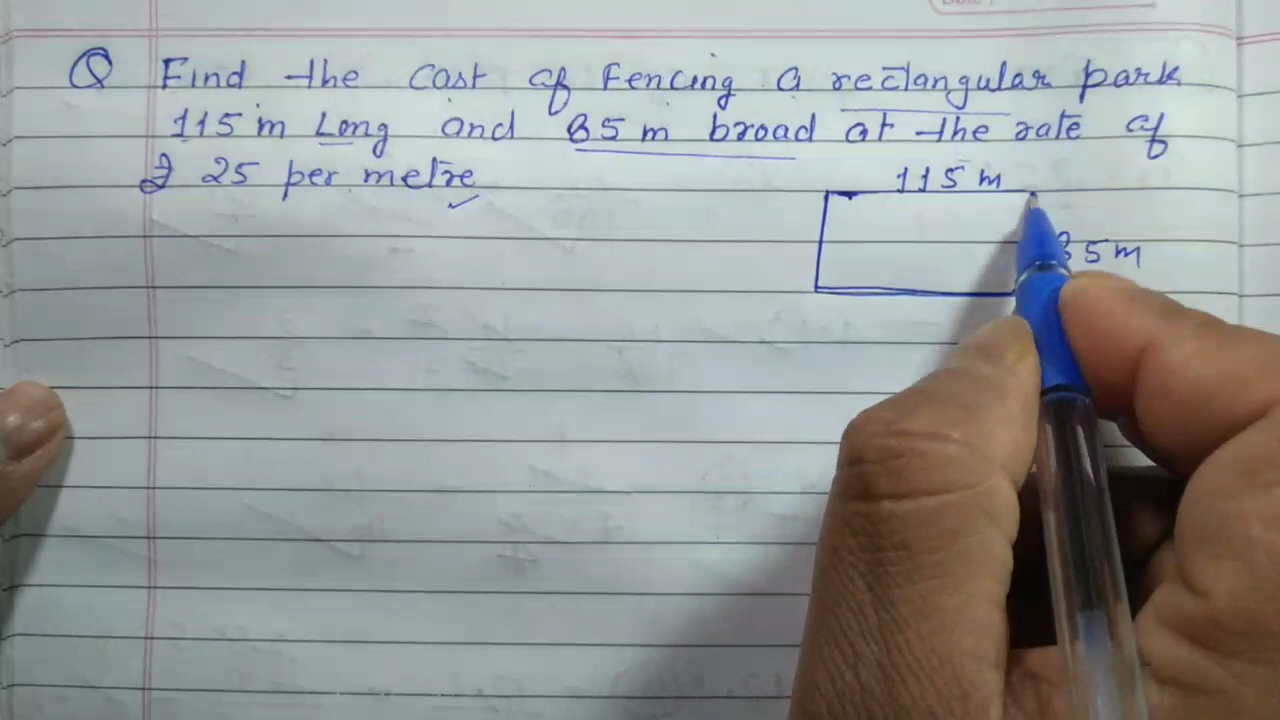 Q Find the cost of Fencing a rectangular park
115 m Long and 85 m broad at the rate of
₹ 25 per metre
115 m
85 m